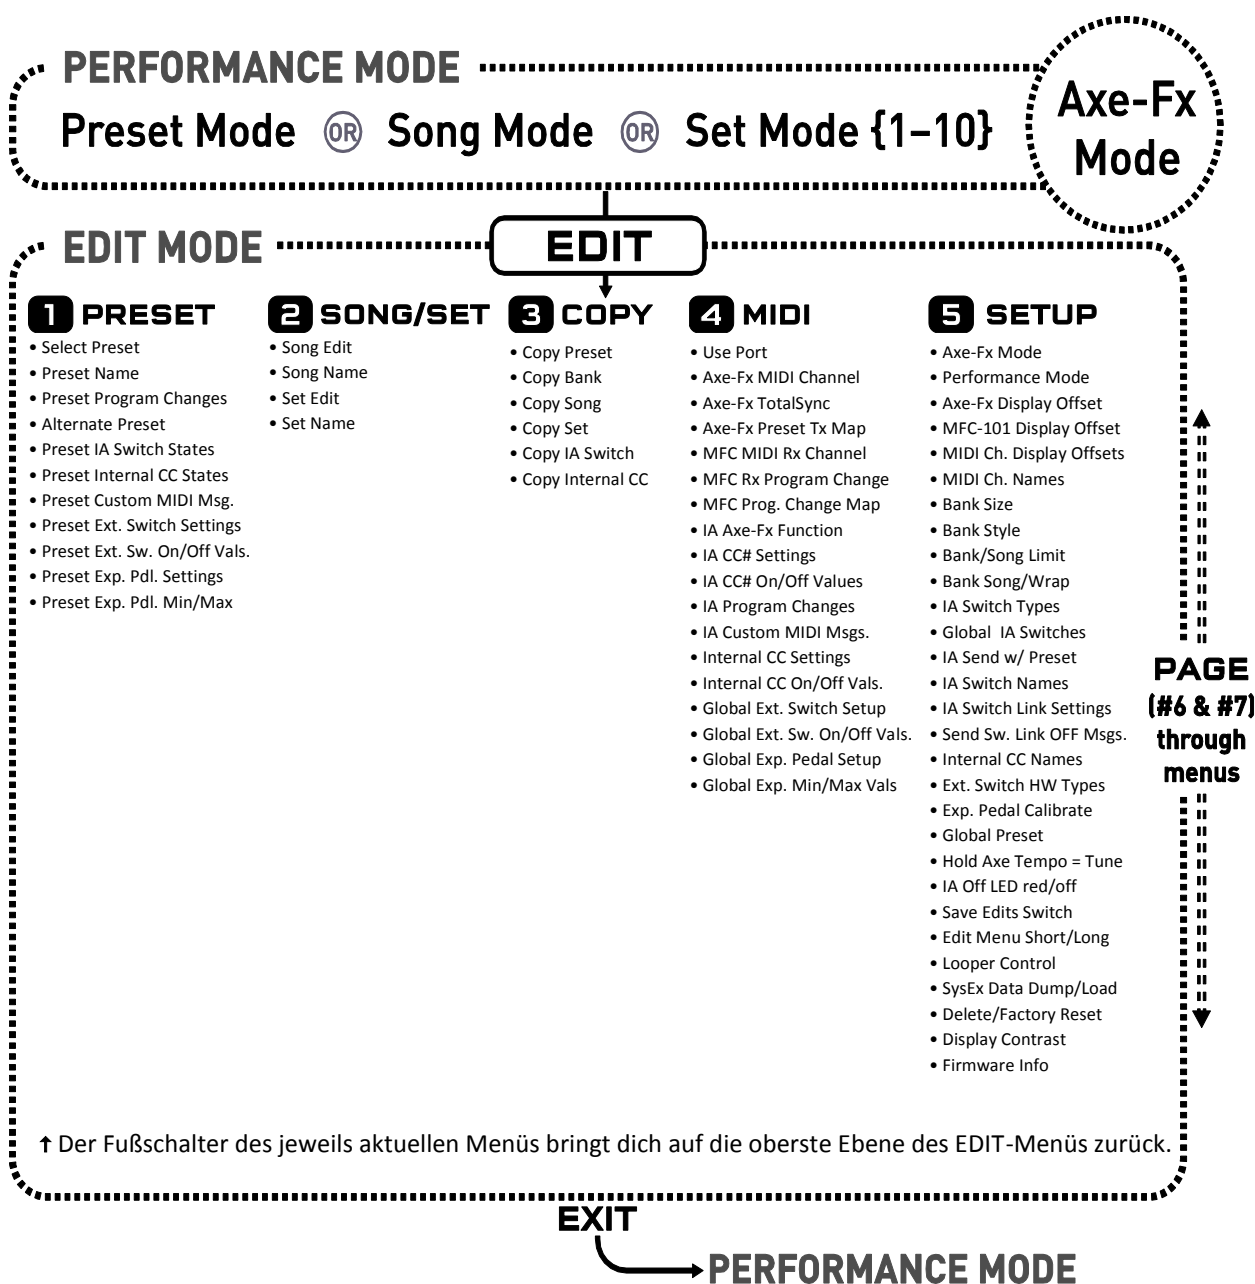 PERFORMANCE MODE
Preset Mode OR Song Mode OR Set Mode {1–10}
Axe-Fx
Mode
EDIT MODE
EDIT
1 PRESET
• Select Preset
• Preset Name
• Preset Program Changes
• Alternate Preset
• Preset IA Switch States
• Preset Internal CC States
• Preset Custom MIDI Msg.
• Preset Ext. Switch Settings
• Preset Ext. Sw. On/Off Vals.
• Preset Exp. Pdl. Settings
• Preset Exp. Pdl. Min/Max
2 SONG/SET
• Song Edit
• Song Name
• Set Edit
• Set Name
3 COPY
• Copy Preset
• Copy Bank
• Copy Song
• Copy Set
• Copy IA Switch
• Copy Internal CC
4 MIDI
• Use Port
• Axe-Fx MIDI Channel
• Axe-Fx TotalSync
• Axe-Fx Preset Tx Map
• MFC MIDI Rx Channel
• MFC Rx Program Change
• MFC Prog. Change Map
• IA Axe-Fx Function
• IA CC# Settings
• IA CC# On/Off Values
• IA Program Changes
• IA Custom MIDI Msgs.
• Internal CC Settings
• Internal CC On/Off Vals.
• Global Ext. Switch Setup
• Global Ext. Sw. On/Off Vals.
• Global Exp. Pedal Setup
• Global Exp. Min/Max Vals
5 SETUP
• Axe-Fx Mode
• Performance Mode
• Axe-Fx Display Offset
• MFC-101 Display Offset
• MIDI Ch. Display Offsets
• MIDI Ch. Names
• Bank Size
• Bank Style
• Bank/Song Limit
• Bank Song/Wrap
• IA Switch Types
• Global IA Switches
• IA Send w/ Preset
• IA Switch Names
• IA Switch Link Settings
• Send Sw. Link OFF Msgs.
• Internal CC Names
• Ext. Switch HW Types
• Exp. Pedal Calibrate
• Global Preset
• Hold Axe Tempo = Tune
• IA Off LED red/off
• Save Edits Switch
• Edit Menu Short/Long
• Looper Control
• SysEx Data Dump/Load
• Delete/Factory Reset
• Display Contrast
• Firmware Info
PAGE
(#6 & #7)
through
menus
↑ Der Fußschalter des jeweils aktuellen Menüs bringt dich auf die oberste Ebene des EDIT-Menüs zurück.
EXIT
PERFORMANCE MODE